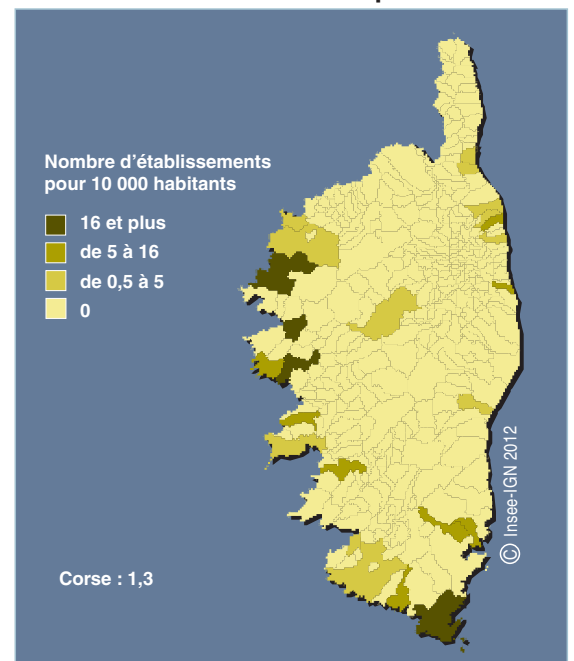 Nombre d'établissements
pour 10 000 habitants
16 et plus
de 5 à 16
de 0,5 à 5
0
© Insee-IGN 2012
Corse : 1,3